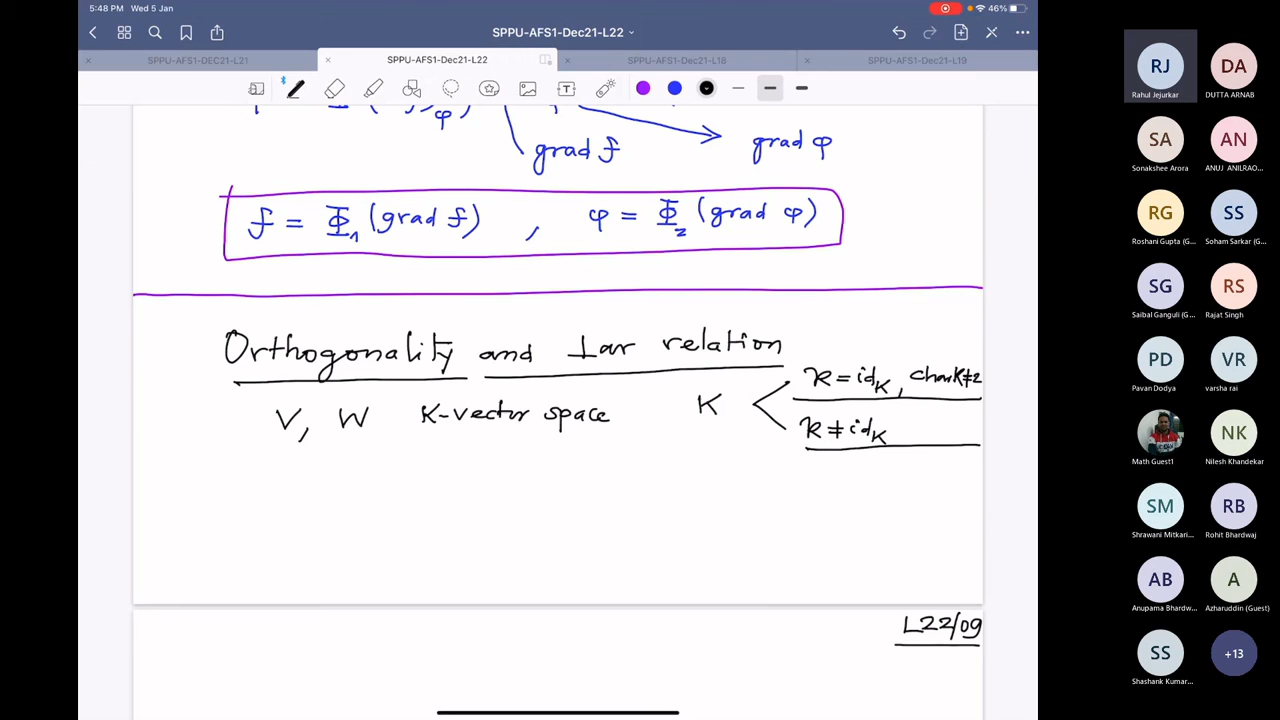 5:48 PM Wed 5 Jan
46%
SPPU-AFS1-Dec21-L22
SPPU-AFS1-DEC21-L21
SPPU-AFS1-Dec21-L22
SPPU-AFS1-Dec21-L18
SPPU-AFS1-Dec21-L19
grad f
grad φ
f = Φ₁ (grad f) , φ = Φ₂ (grad φ)
Orthogonality and ⊥ar relation
V, W K-vector space K
ϰ = id_K, char K ≠ 2
ϰ ≠ id_K
L22/09
RJ
Rahul Jejurkar
DA
DUTTA ARNAB
SA
Sonakshee Arora
AN
ANUJ ANILRAO...
RG
Roshani Gupta (G...
SS
Soham Sarkar (G...
SG
Saibal Ganguli (G...
RS
Rajat Singh
PD
Pavan Dodya
VR
varsha rai
Math Guest1
NK
Nilesh Khandekar
SM
Shrawani Mitkari...
RB
Rohit Bhardwaj
AB
Anupama Bhardw...
A
Azharuddin (Guest)
SS
Shashank Kumar...
+13